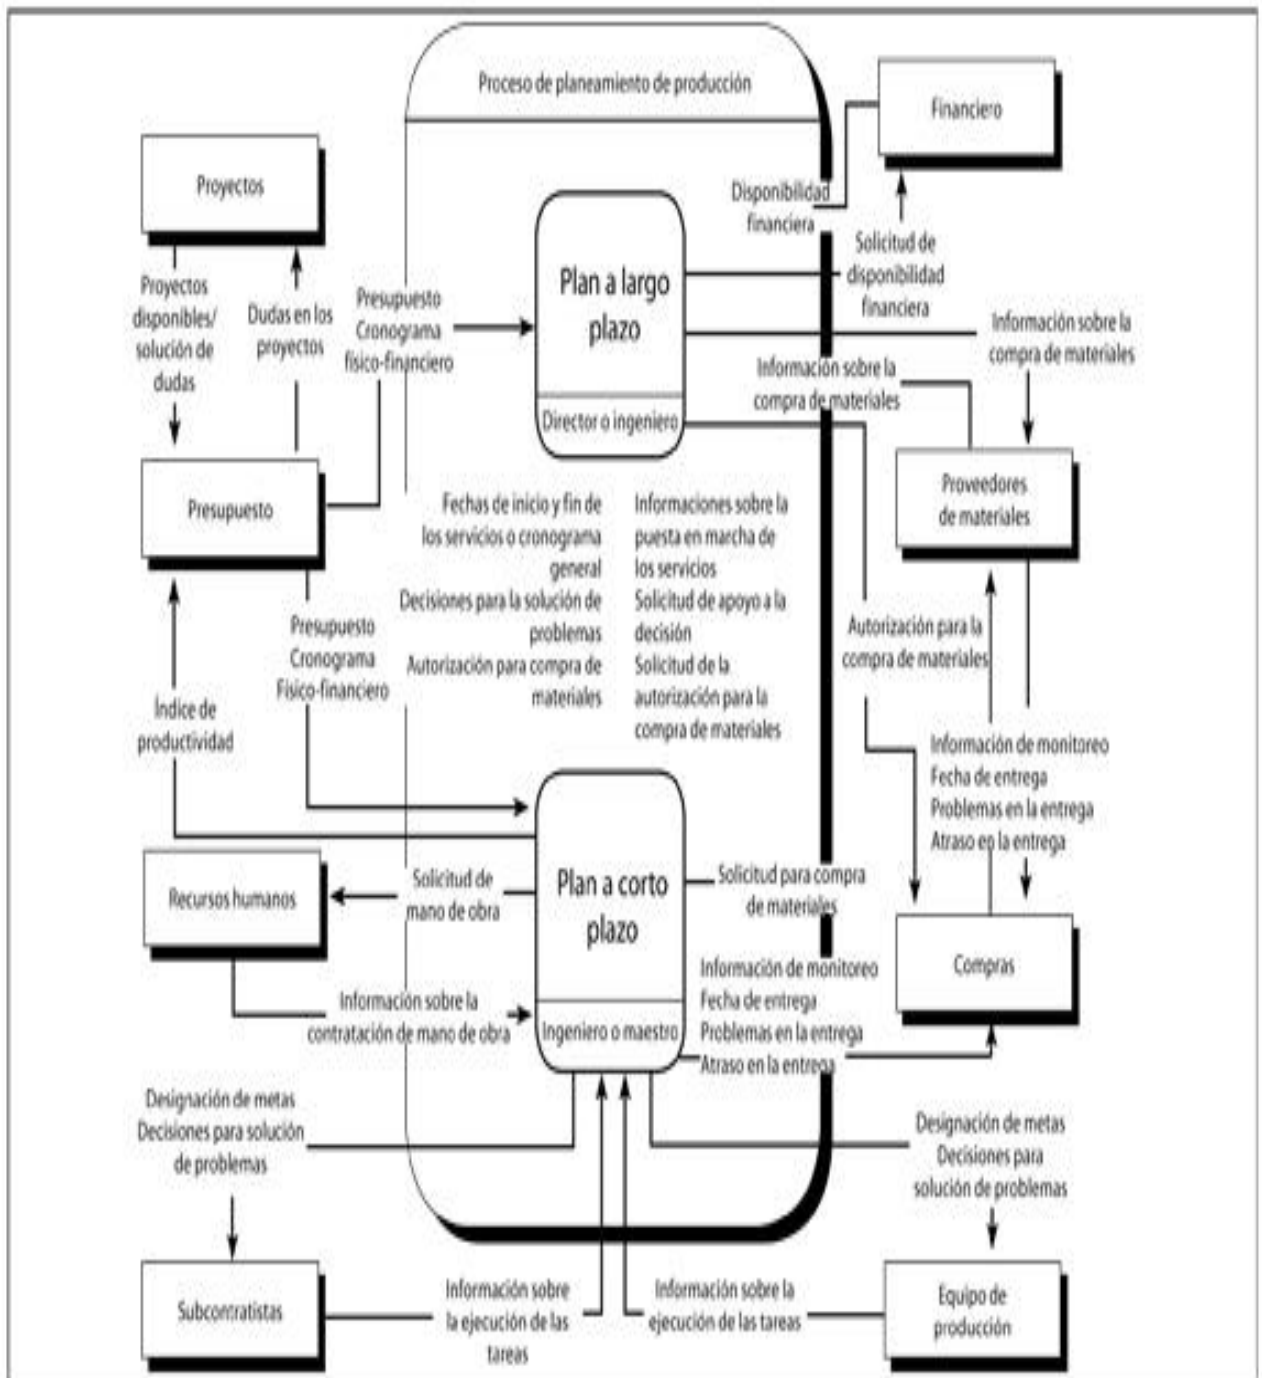 Proceso de planeamiento de producción
Financiero
Proyectos
Disponibilidad
financiera
Solicitud de
disponibilidad
financiera
Proyectos
disponibles/
solución de
dudas
Dudas en los
proyectos
Presupuesto
Cronograma
físico-financiero
Plan a largo
plazo
Director o ingeniero
Información sobre la
compra de materiales
Información sobre la
compra de materiales
Proveedores
de materiales
Presupuesto
Fechas de inicio y fin de
los servicios o cronograma
general
Decisiones para la solución de
problemas
Autorización para compra de
materiales
Informaciones sobre la
puesta en marcha de
los servicios
Solicitud de apoyo a la
decisión
Solicitud de la
autorización para la
compra de materiales
Presupuesto
Cronograma
Físico-financiero
Autorización para la
compra de materiales
Índice de
productividad
Información de monitoreo
Fecha de entrega
Problemas en la entrega
Atraso en la entrega
Recursos humanos
Solicitud de
mano de obra
Plan a corto
plazo
Ingeniero o maestro
Solicitud para compra
de materiales
Compras
Información de monitoreo
Fecha de entrega
Problemas en la entrega
Atraso en la entrega
Información sobre la
contratación de mano de obra
Designación de metas
Decisiones para solución
de problemas
Designación de metas
Decisiones para
solución de problemas
Subcontratistas
Información sobre
la ejecución de las
tareas
Información sobre la
ejecución de las tareas
Equipo de
producción